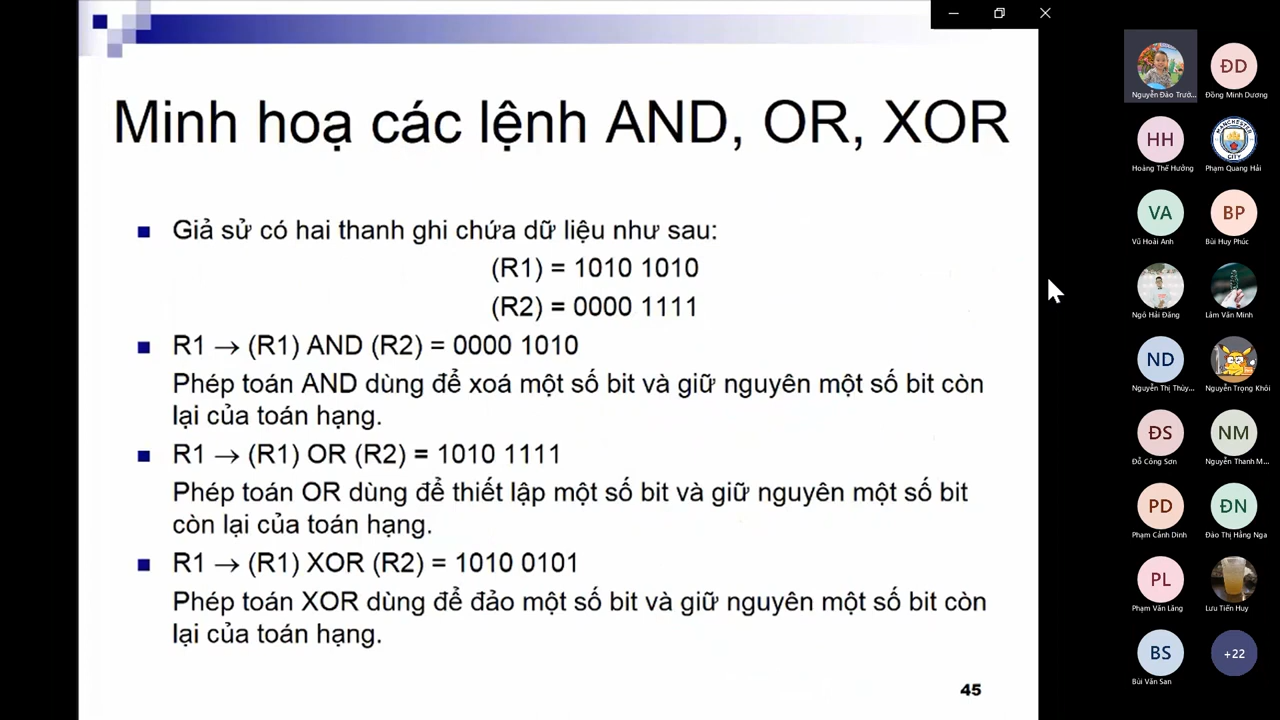 Minh hoạ các lệnh AND, OR, XOR
Giả sử có hai thanh ghi chứa dữ liệu như sau:
(R1) = 1010 1010
(R2) = 0000 1111
R1 → (R1) AND (R2) = 0000 1010
Phép toán AND dùng để xoá một số bit và giữ nguyên một số bit còn
lại của toán hạng.
R1 → (R1) OR (R2) = 1010 1111
Phép toán OR dùng để thiết lập một số bit và giữ nguyên một số bit
còn lại của toán hạng.
R1 → (R1) XOR (R2) = 1010 0101
Phép toán XOR dùng để đảo một số bit và giữ nguyên một số bit còn
lại của toán hạng.
45
Nguyễn Đào Trườ...
ĐD
Đồng Minh Dương
HH
Hoàng Thế Hưởng
MANCHESTER
CITY
Phạm Quang Hải
VA
Vũ Hoài Anh
BP
Bùi Huy Phúc
Ngô Hải Đăng
Lâm Văn Minh
ND
Nguyễn Thị Thùy...
Nguyễn Trọng Khôi
ĐS
Đỗ Công Sơn
NM
Nguyễn Thanh M...
PD
Phạm Cảnh Dinh
ĐN
Đào Thị Hằng Nga
PL
Phạm Văn Lăng
Lưu Tiến Huy
BS
Bùi Văn San
+22